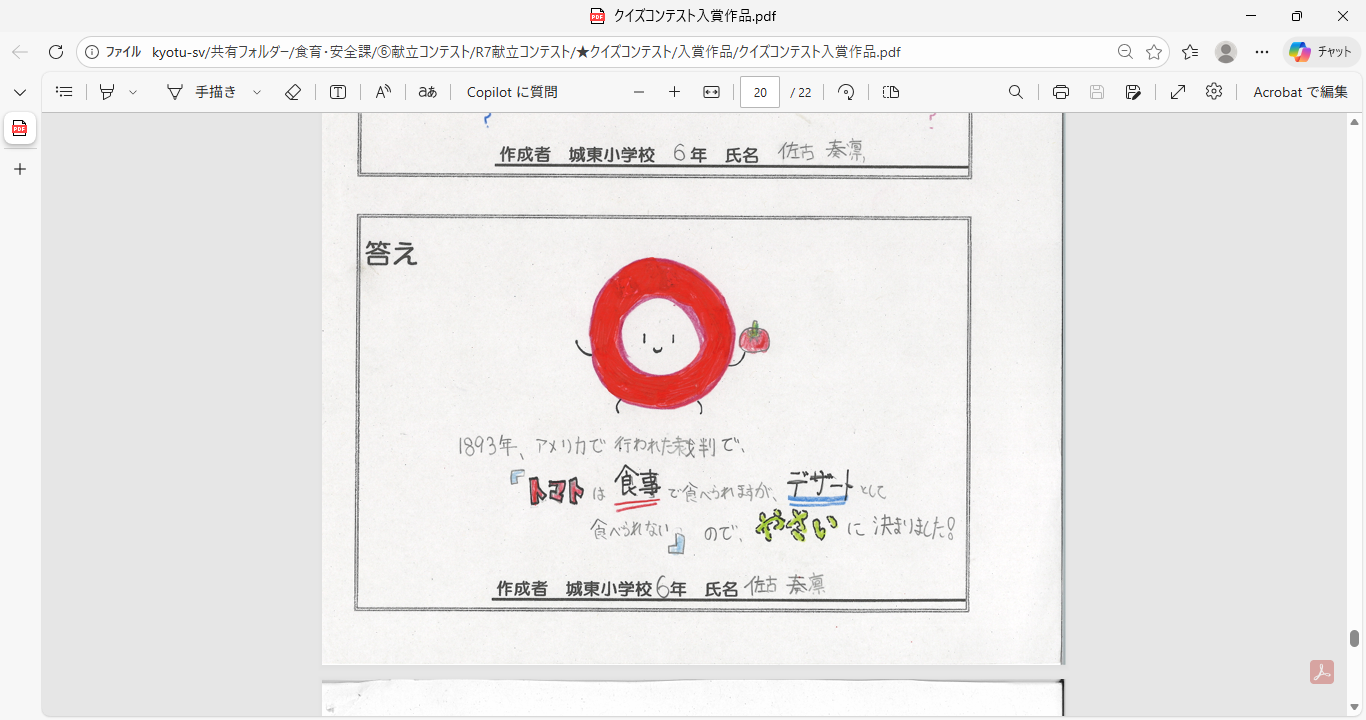 クイズコンテスト入賞作品.pdf
ファイル kyotu-sv/共有フォルダー/食育・安全課/⑥献立コンテスト/R7献立コンテスト/★クイズコンテスト/入賞作品/クイズコンテスト入賞作品.pdf
チャット
手描き
aあ
Copilot に質問
20 / 22
Acrobat で編集
PDF
? ?
作成者 城東小学校 6年 氏名 佐古 奏凛
答え
1893年、アメリカで行われた裁判で、
『トマトは食事で食べられますが、デザートとして
食べられない』ので、やさいに決まりました!
作成者 城東小学校6年 氏名 佐古 奏凛